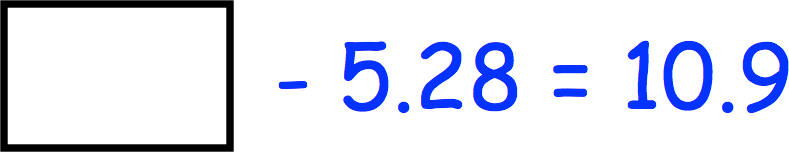 - 5.28 = 10.9